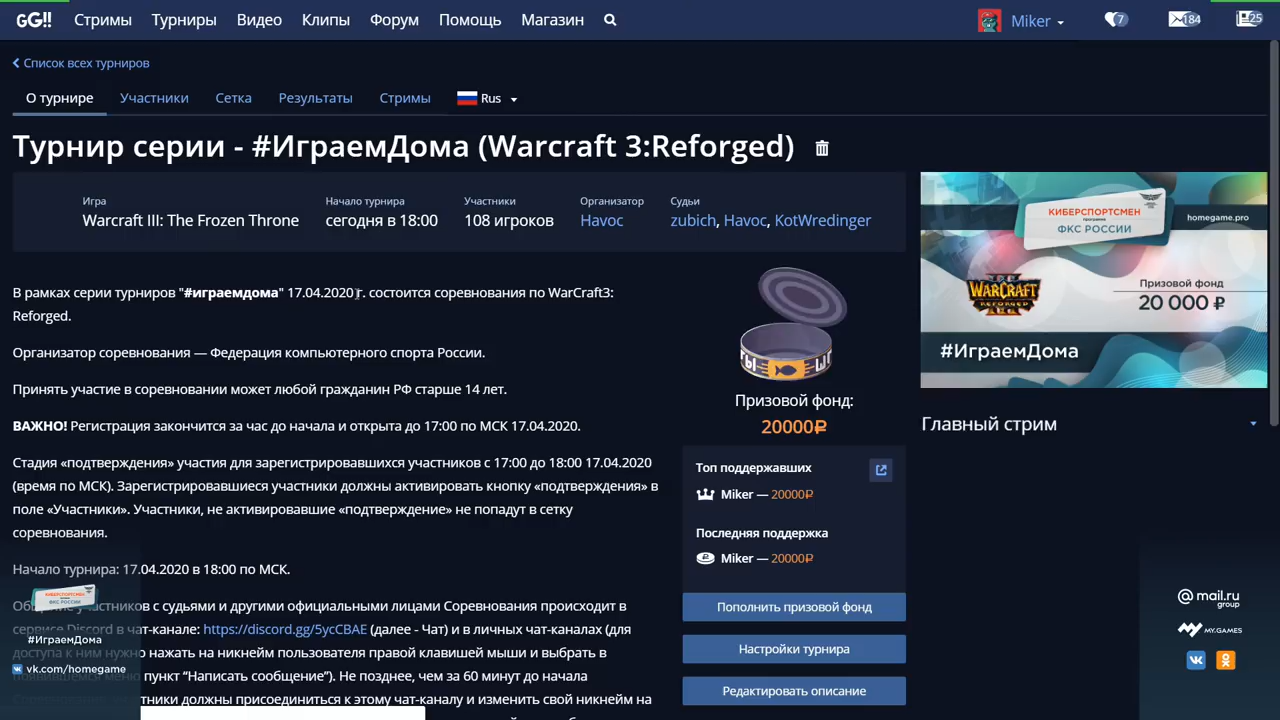 GG!! Стримы Турниры Видео Клипы Форум Помощь Магазин Miker 7 184 25
Список всех турниров
О турнире Участники Сетка Результаты Стримы Rus
Турнир серии - #ИграемДома (Warcraft 3:Reforged)
Игра Начало турнира Участники Организатор Судьи
Warcraft III: The Frozen Throne сегодня в 18:00 108 игроков Havoc zubich, Havoc, KotWredinger
КИБЕРСПОРТСМЕН
программа
ФКС РОССИИ
homegame.pro
WARCRAFT
REFORGED
Призовой фонд
20 000 ₽
#ИграемДома
В рамках серии турниров "#играемдома" 17.04.2020 г. состоится соревнования по WarCraft3:
Reforged.
Организатор соревнования — Федерация компьютерного спорта России.
Принять участие в соревновании может любой гражданин РФ старше 14 лет.
ВАЖНО! Регистрация закончится за час до начала и открыта до 17:00 по МСК 17.04.2020.
Стадия «подтверждения» участия для зарегистрировавшихся участников с 17:00 до 18:00 17.04.2020
(время по МСК). Зарегистрировавшиеся участники должны активировать кнопку «подтверждения» в
поле «Участники». Участники, не активировавшие «подтверждение» не попадут в сетку
соревнования.
Начало турнира: 17.04.2020 в 18:00 по МСК.
Общение участников с судьями и другими официальными лицами Соревнования происходит в
сервисе Discord в чат-канале: https://discord.gg/5ycCBAE (далее - Чат) и в личных чат-каналах (для
доступа к ним нужно нажать на никнейм пользователя правой клавишей мыши и выбрать в
появившемся меню пункт “Написать сообщение”). Не позднее, чем за 60 минут до начала
участники должны присоединиться к этому чат-каналу и изменить свой никнейм на
Призовой фонд:
20000₽
Топ поддержавших
Miker — 20000₽
Последняя поддержка
Miker — 20000₽
Пополнить призовой фонд
Настройки турнира
Редактировать описание
Главный стрим
КИБЕРСПОРТСМЕН
ФКС РОССИИ
#ИграемДома
vk.com/homegame
@mail.ru
group
MY.GAMES